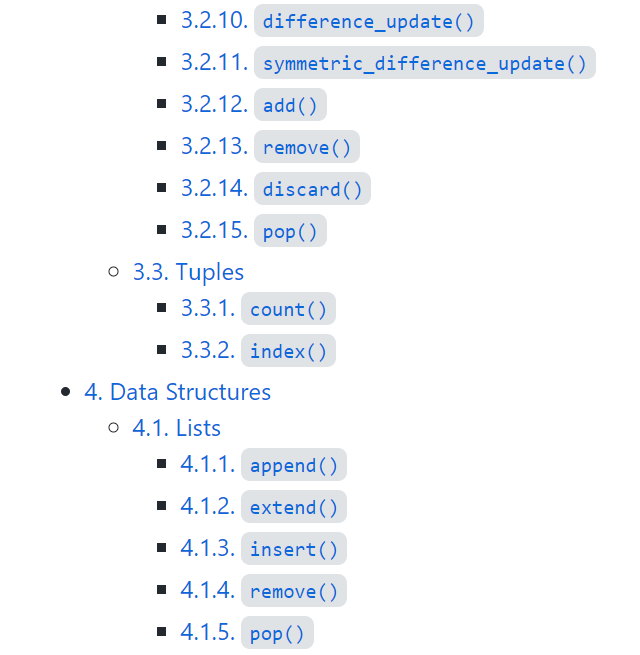 3.2.10. difference_update()
3.2.11. symmetric_difference_update()
3.2.12. add()
3.2.13. remove()
3.2.14. discard()
3.2.15. pop()
3.3. Tuples
3.3.1. count()
3.3.2. index()
4. Data Structures
4.1. Lists
4.1.1. append()
4.1.2. extend()
4.1.3. insert()
4.1.4. remove()
4.1.5. pop()